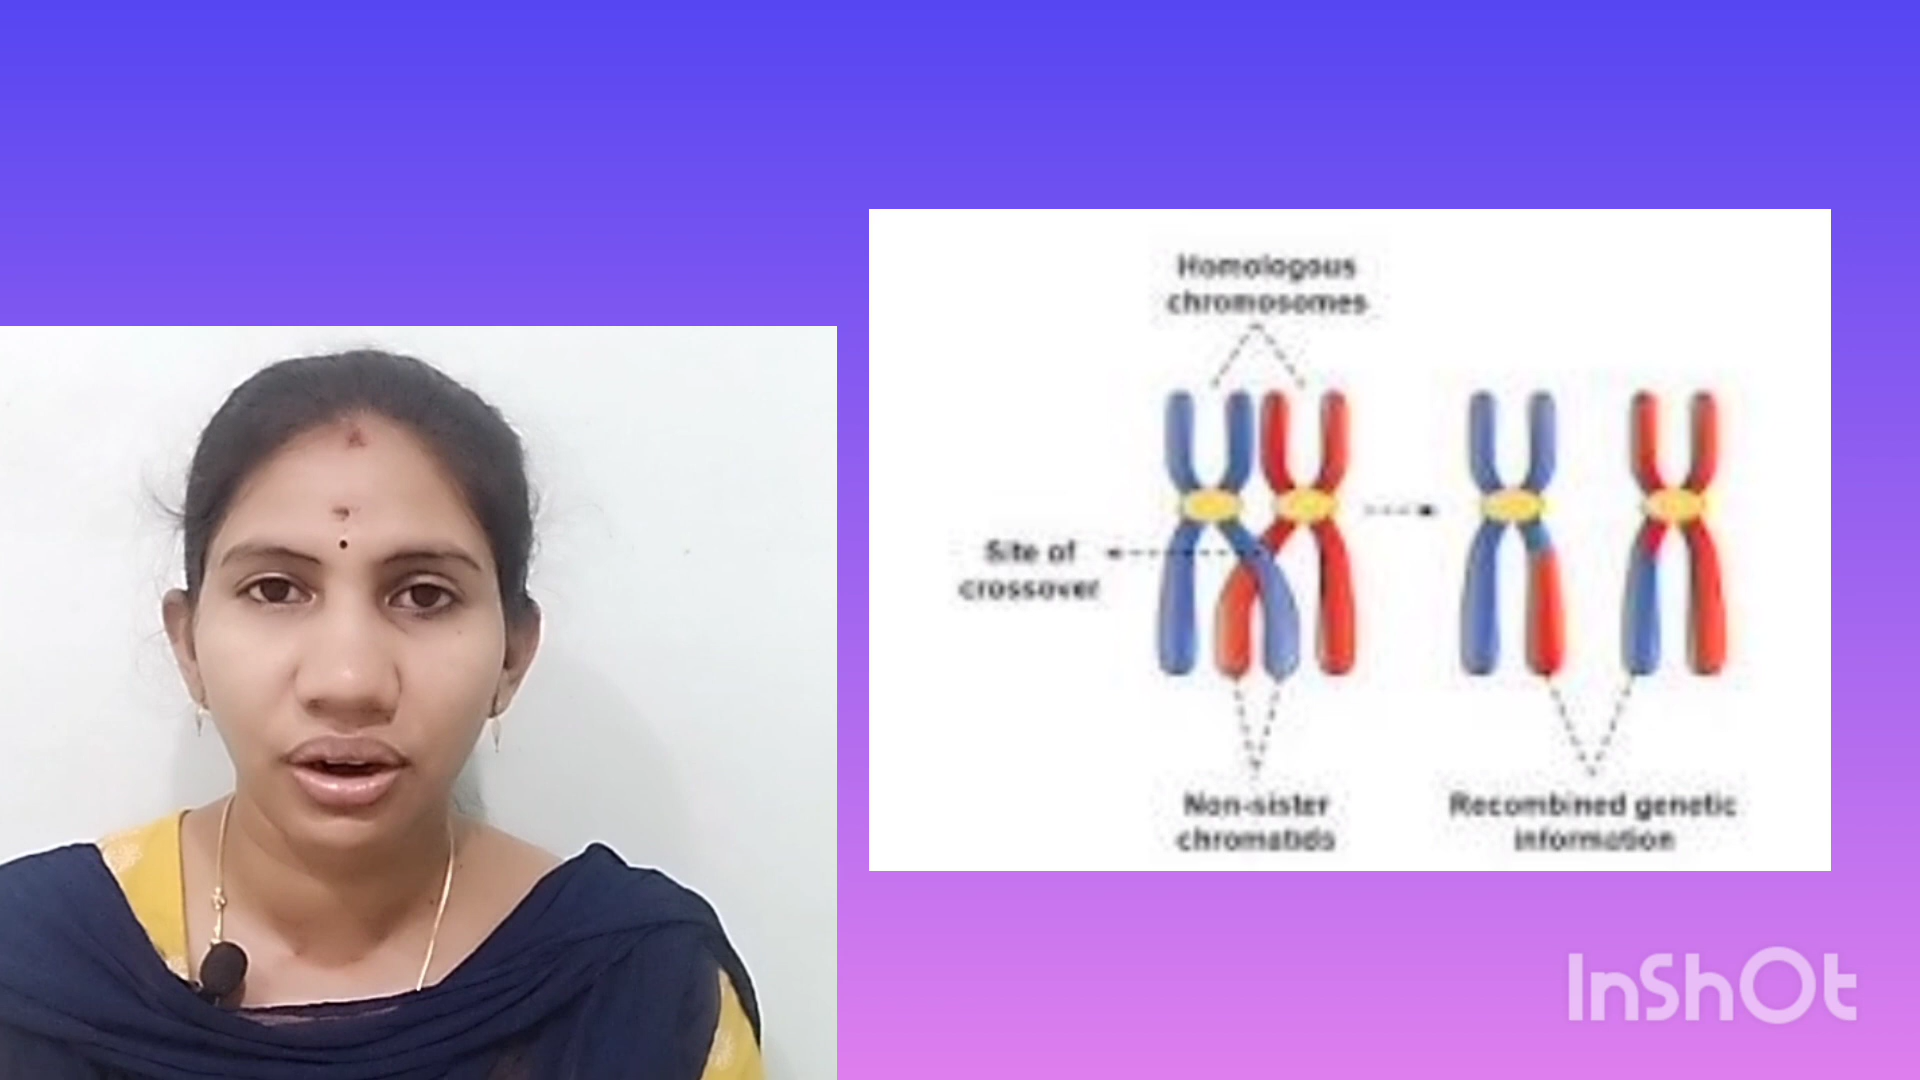 Homologous
chromosomes
Site of
crossover
Non-sister
chromatids
Recombined genetic
information
InShOt